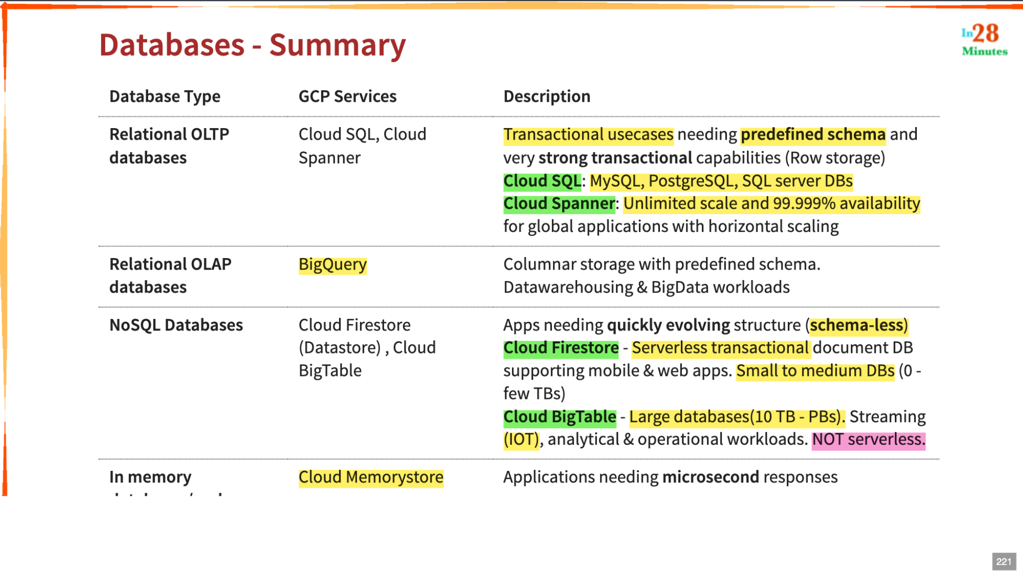 Databases - Summary
In28
Minutes
Database Type GCP Services Description
Relational OLTP
databases
Cloud SQL, Cloud
Spanner
Transactional usecases needing predefined schema and
very strong transactional capabilities (Row storage)
Cloud SQL: MySQL, PostgreSQL, SQL server DBs
Cloud Spanner: Unlimited scale and 99.999% availability
for global applications with horizontal scaling
Relational OLAP
databases
BigQuery
Columnar storage with predefined schema.
Datawarehousing & BigData workloads
NoSQL Databases
Cloud Firestore
(Datastore) , Cloud
BigTable
Apps needing quickly evolving structure (schema-less)
Cloud Firestore - Serverless transactional document DB
supporting mobile & web apps. Small to medium DBs (0 -
few TBs)
Cloud BigTable - Large databases(10 TB - PBs). Streaming
(IOT), analytical & operational workloads. NOT serverless.
In memory
Cloud Memorystore
Applications needing microsecond responses
221